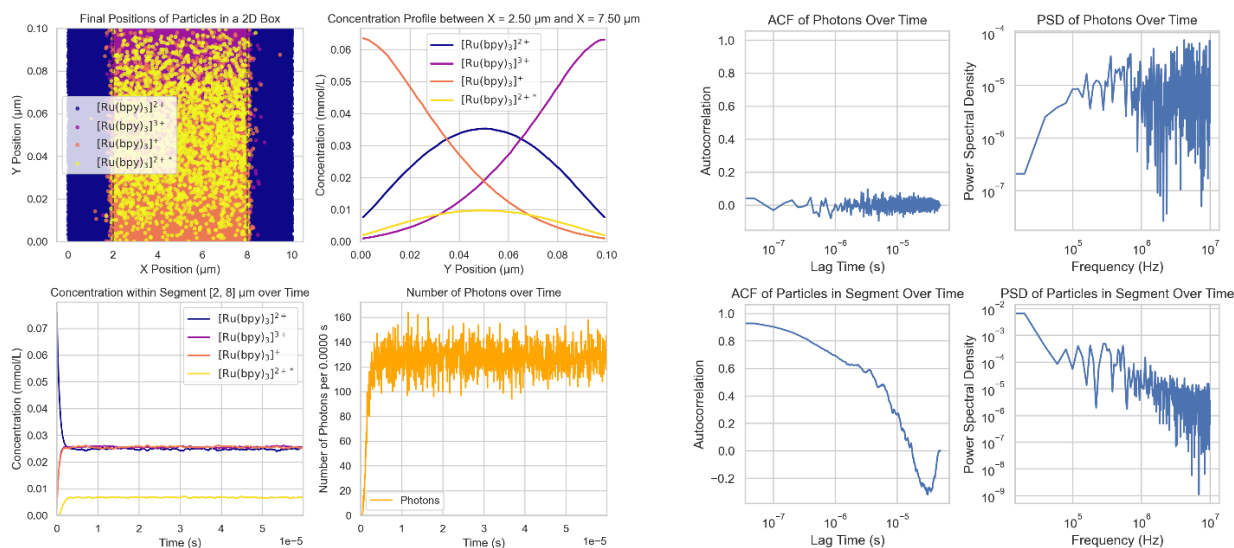 Final Positions of Particles in a 2D Box
Y Position (µm)
0.10
0.08
0.06
0.04
0.02
0.00
[Ru(bpy)₃]²⁺
[Ru(bpy)₃]³⁺
[Ru(bpy)₃]⁺
[Ru(bpy)₃]²⁺*
0 2 4 6 8 10
X Position (µm)
Concentration Profile between X = 2.50 µm and X = 7.50 µm
Concentration (mmol/L)
0.06
0.05
0.04
0.03
0.02
0.01
0.00
[Ru(bpy)₃]²⁺
[Ru(bpy)₃]³⁺
[Ru(bpy)₃]⁺
[Ru(bpy)₃]²⁺*
0.00 0.02 0.04 0.06 0.08 0.10
Y Position (µm)
ACF of Photons Over Time
Autocorrelation
1.0
0.8
0.6
0.4
0.2
0.0
10⁻⁷ 10⁻⁶ 10⁻⁵
Lag Time (s)
PSD of Photons Over Time
Power Spectral Density
10⁻⁴
10⁻⁵
10⁻⁶
10⁻⁷
10⁵ 10⁶ 10⁷
Frequency (Hz)
Concentration within Segment [2, 8] µm over Time
Concentration (mmol/L)
0.07
0.06
0.05
0.04
0.03
0.02
0.01
0.00
[Ru(bpy)₃]²⁺
[Ru(bpy)₃]³⁺
[Ru(bpy)₃]⁺
[Ru(bpy)₃]²⁺*
0 1 2 3 4 5 6
Time (s)
1e-5
Number of Photons over Time
Number of Photons per 0.0000 s
160
140
120
100
80
60
40
20
0
Photons
0 1 2 3 4 5 6
Time (s)
1e-5
ACF of Particles in Segment Over Time
Autocorrelation
1.0
0.8
0.6
0.4
0.2
0.0
−0.2
10⁻⁷ 10⁻⁶ 10⁻⁵
Lag Time (s)
PSD of Particles in Segment Over Time
Power Spectral Density
10⁻²
10⁻³
10⁻⁴
10⁻⁵
10⁻⁶
10⁻⁷
10⁻⁸
10⁻⁹
10⁵ 10⁶ 10⁷
Frequency (Hz)